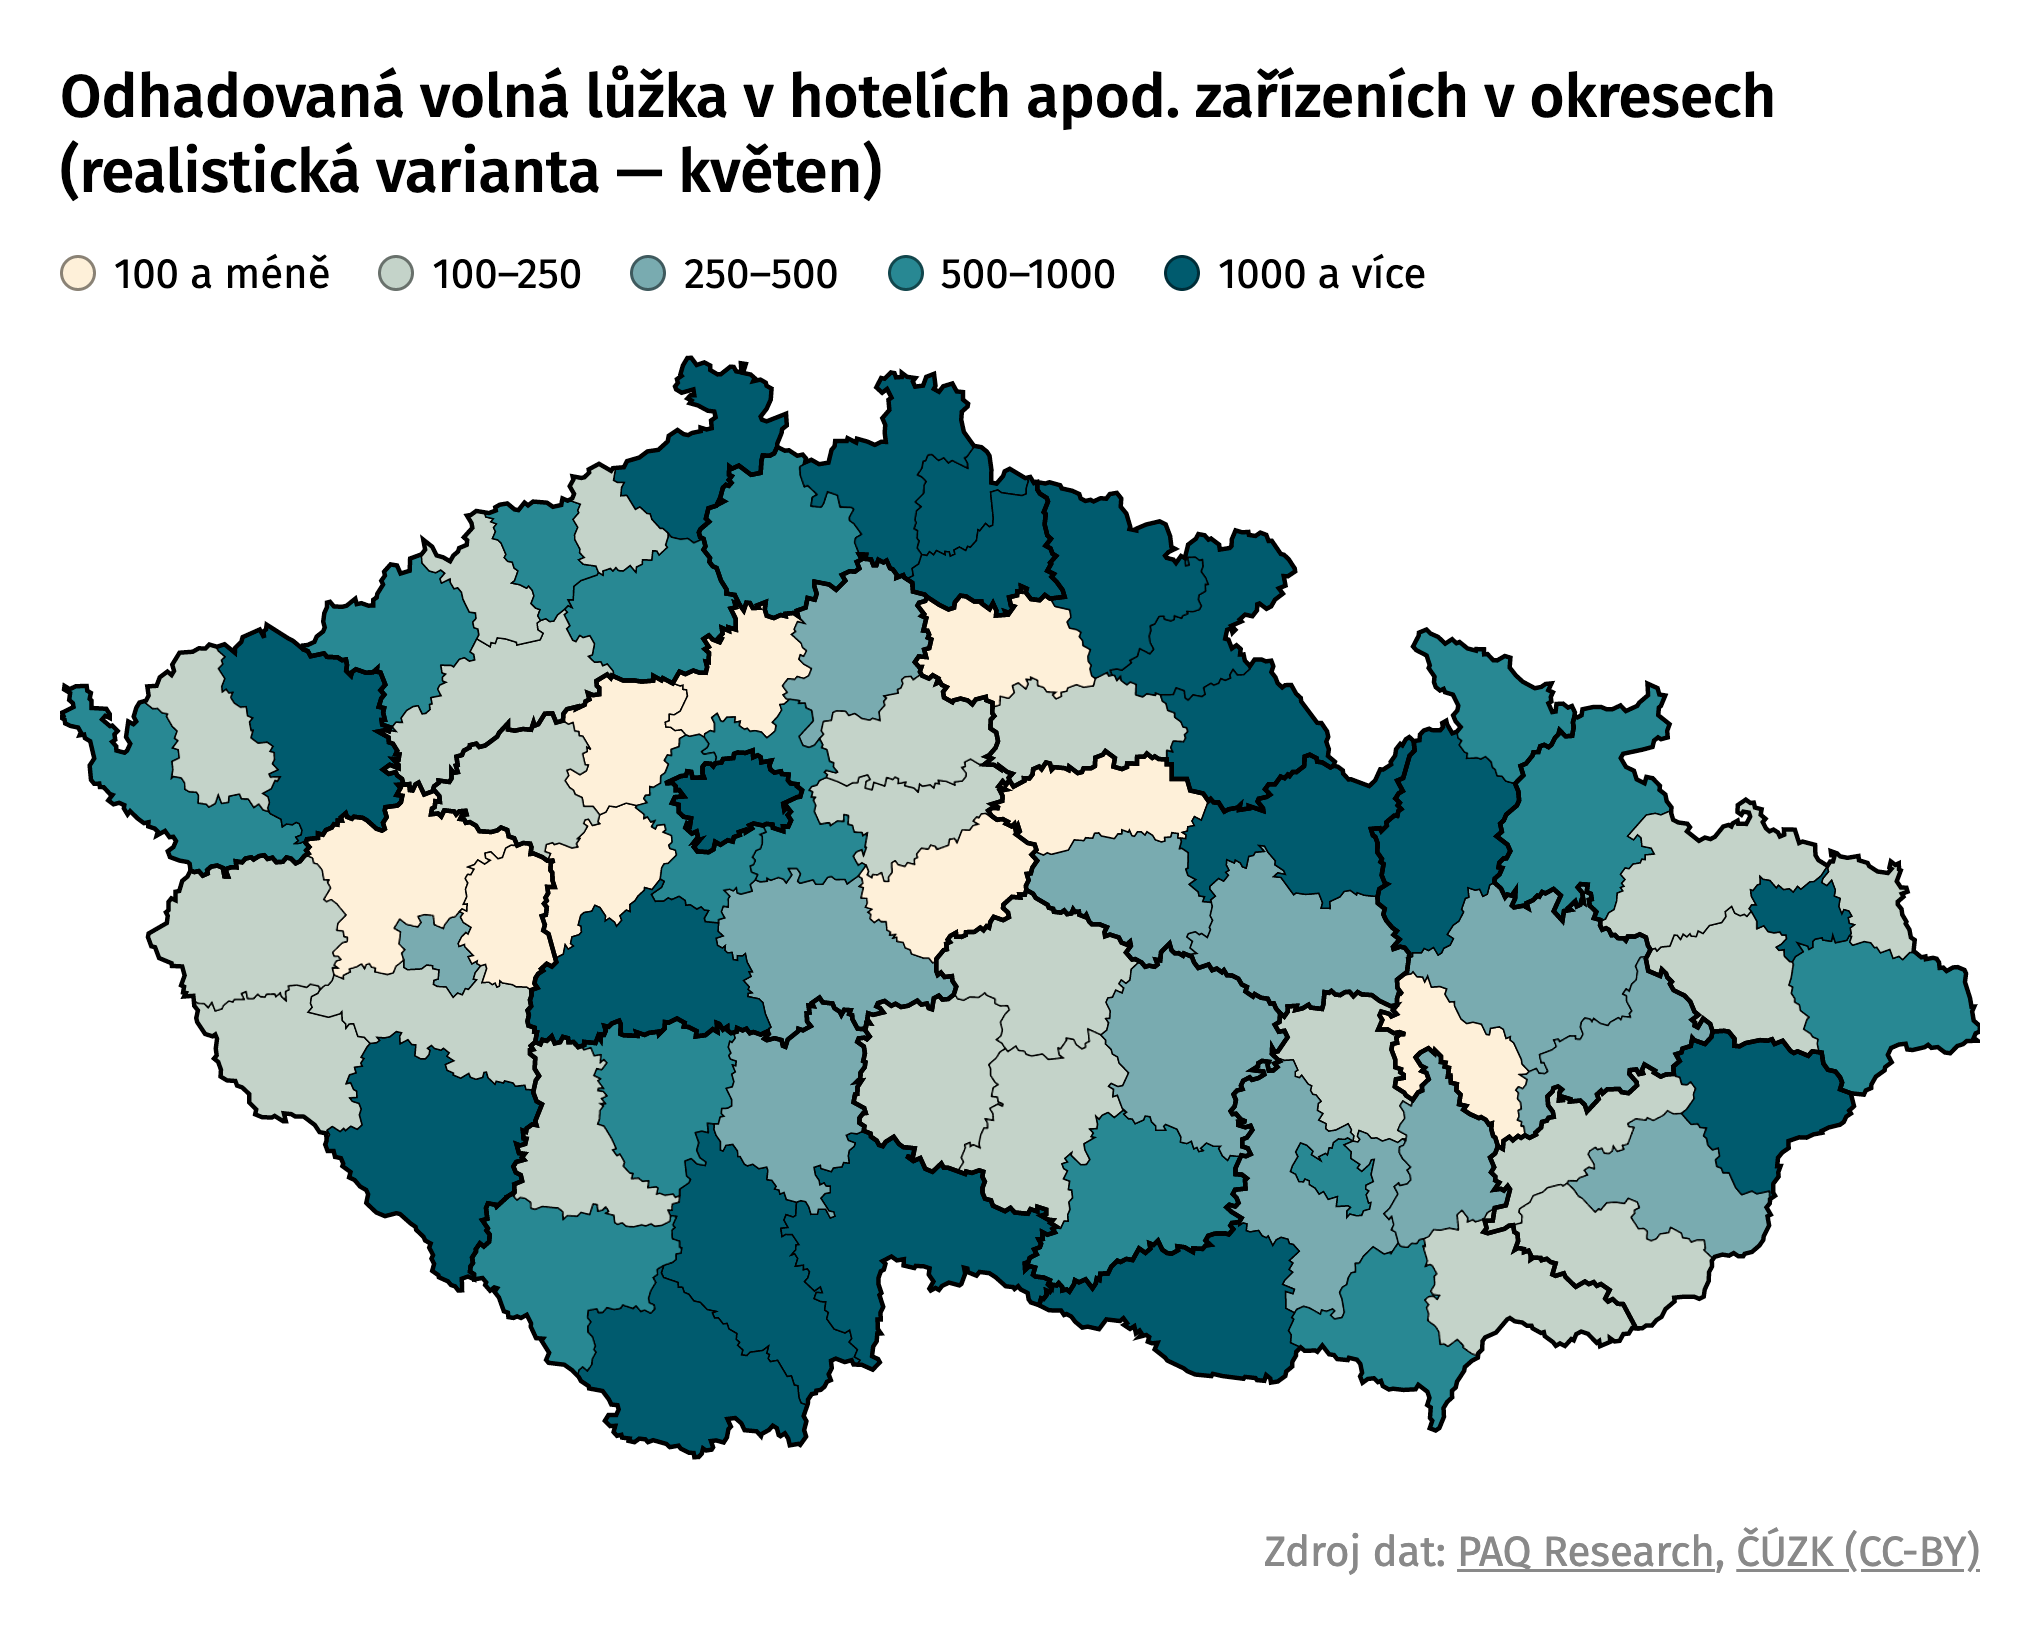 Odhadovaná volná lůžka v hotelích apod. zařízeních v okresech
(realistická varianta — květen)
100 a méně 100–250 250–500 500–1000 1000 a více
Zdroj dat: PAQ Research, ČÚZK (CC-BY)